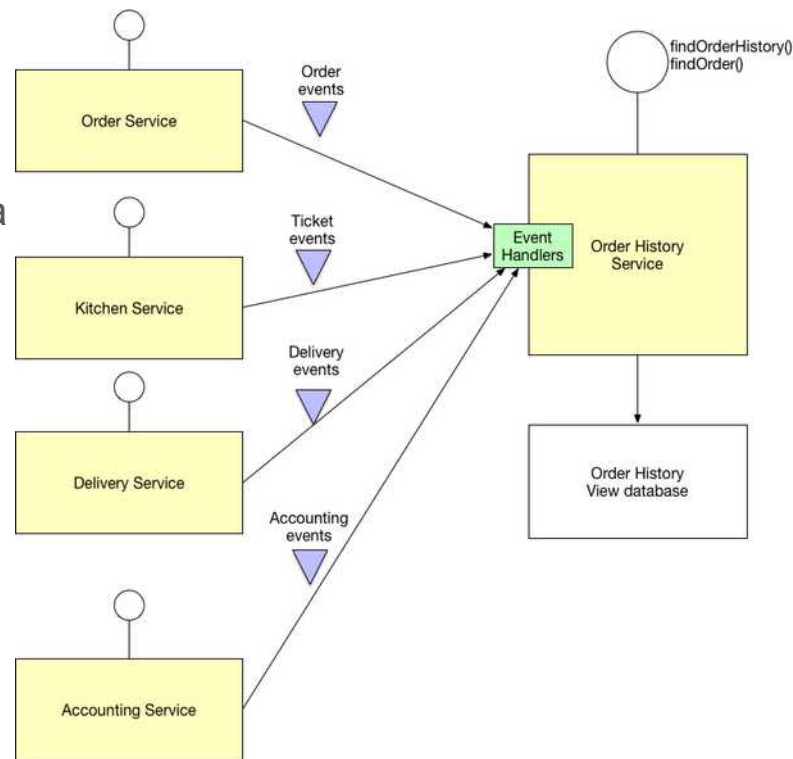 findOrderHistory()
findOrder()
Order
events
Order Service
a
Ticket
events
Event
Handlers
Order History
Service
Kitchen Service
Delivery
events
Delivery Service
Order History
View database
Accounting
events
Accounting Service